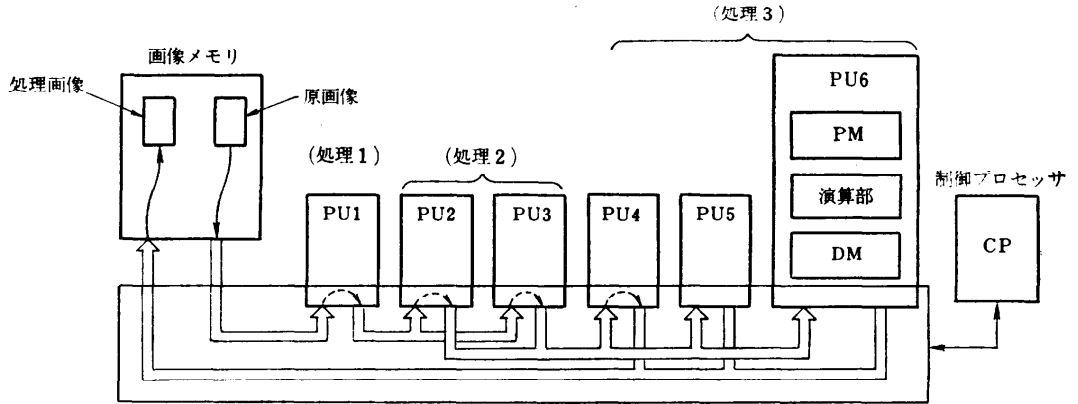 (処理3)
画像メモリ
処理画像
原画像
(処理1)
(処理2)
PU1
PU2
PU3
PU4
PU5
PU6
PM
演算部
DM
制御プロセッサ
CP